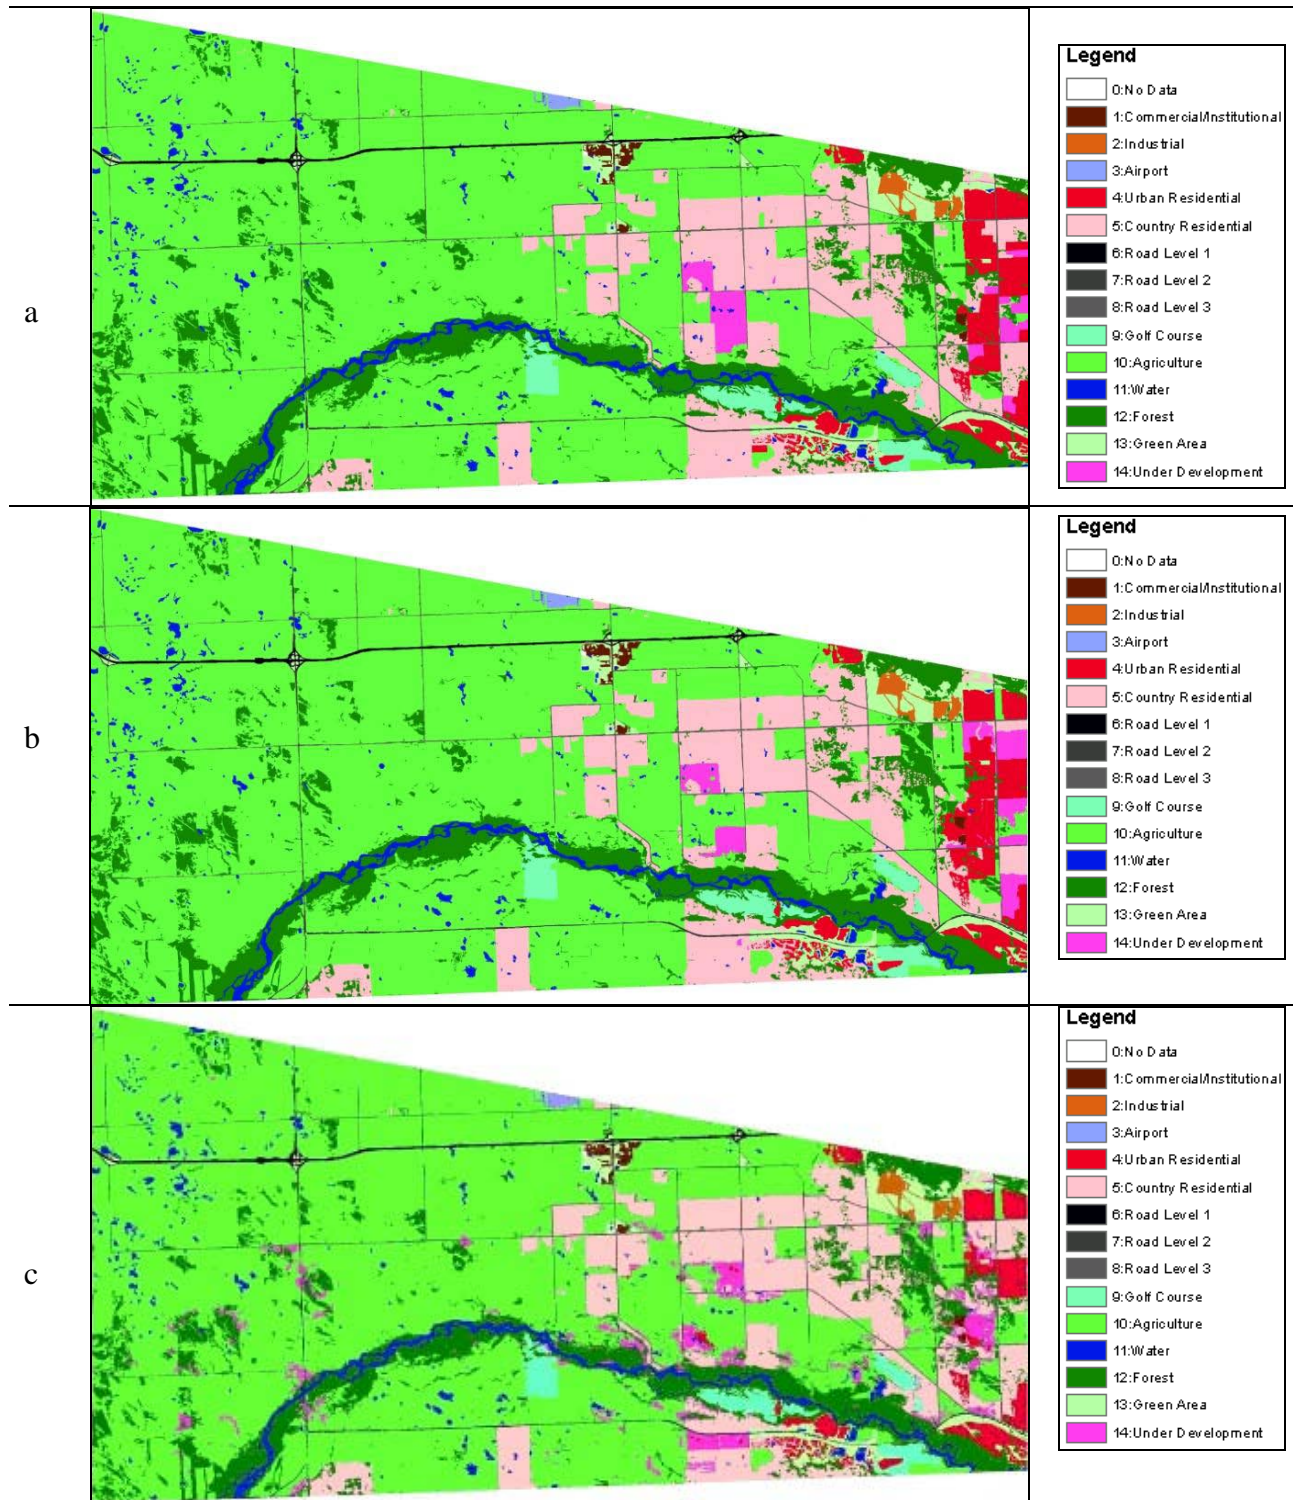 a
Legend
0:No Data
1:Commercial/Institutional
2:Industrial
3:Airport
4:Urban Residential
5:Country Residential
6:Road Level 1
7:Road Level 2
8:Road Level 3
9:Golf Course
10:Agriculture
11:Water
12:Forest
13:Green Area
14:Under Development
b
Legend
0:No Data
1:Commercial/Institutional
2:Industrial
3:Airport
4:Urban Residential
5:Country Residential
6:Road Level 1
7:Road Level 2
8:Road Level 3
9:Golf Course
10:Agriculture
11:Water
12:Forest
13:Green Area
14:Under Development
c
Legend
0:No Data
1:Commercial/Institutional
2:Industrial
3:Airport
4:Urban Residential
5:Country Residential
6:Road Level 1
7:Road Level 2
8:Road Level 3
9:Golf Course
10:Agriculture
11:Water
12:Forest
13:Green Area
14:Under Development